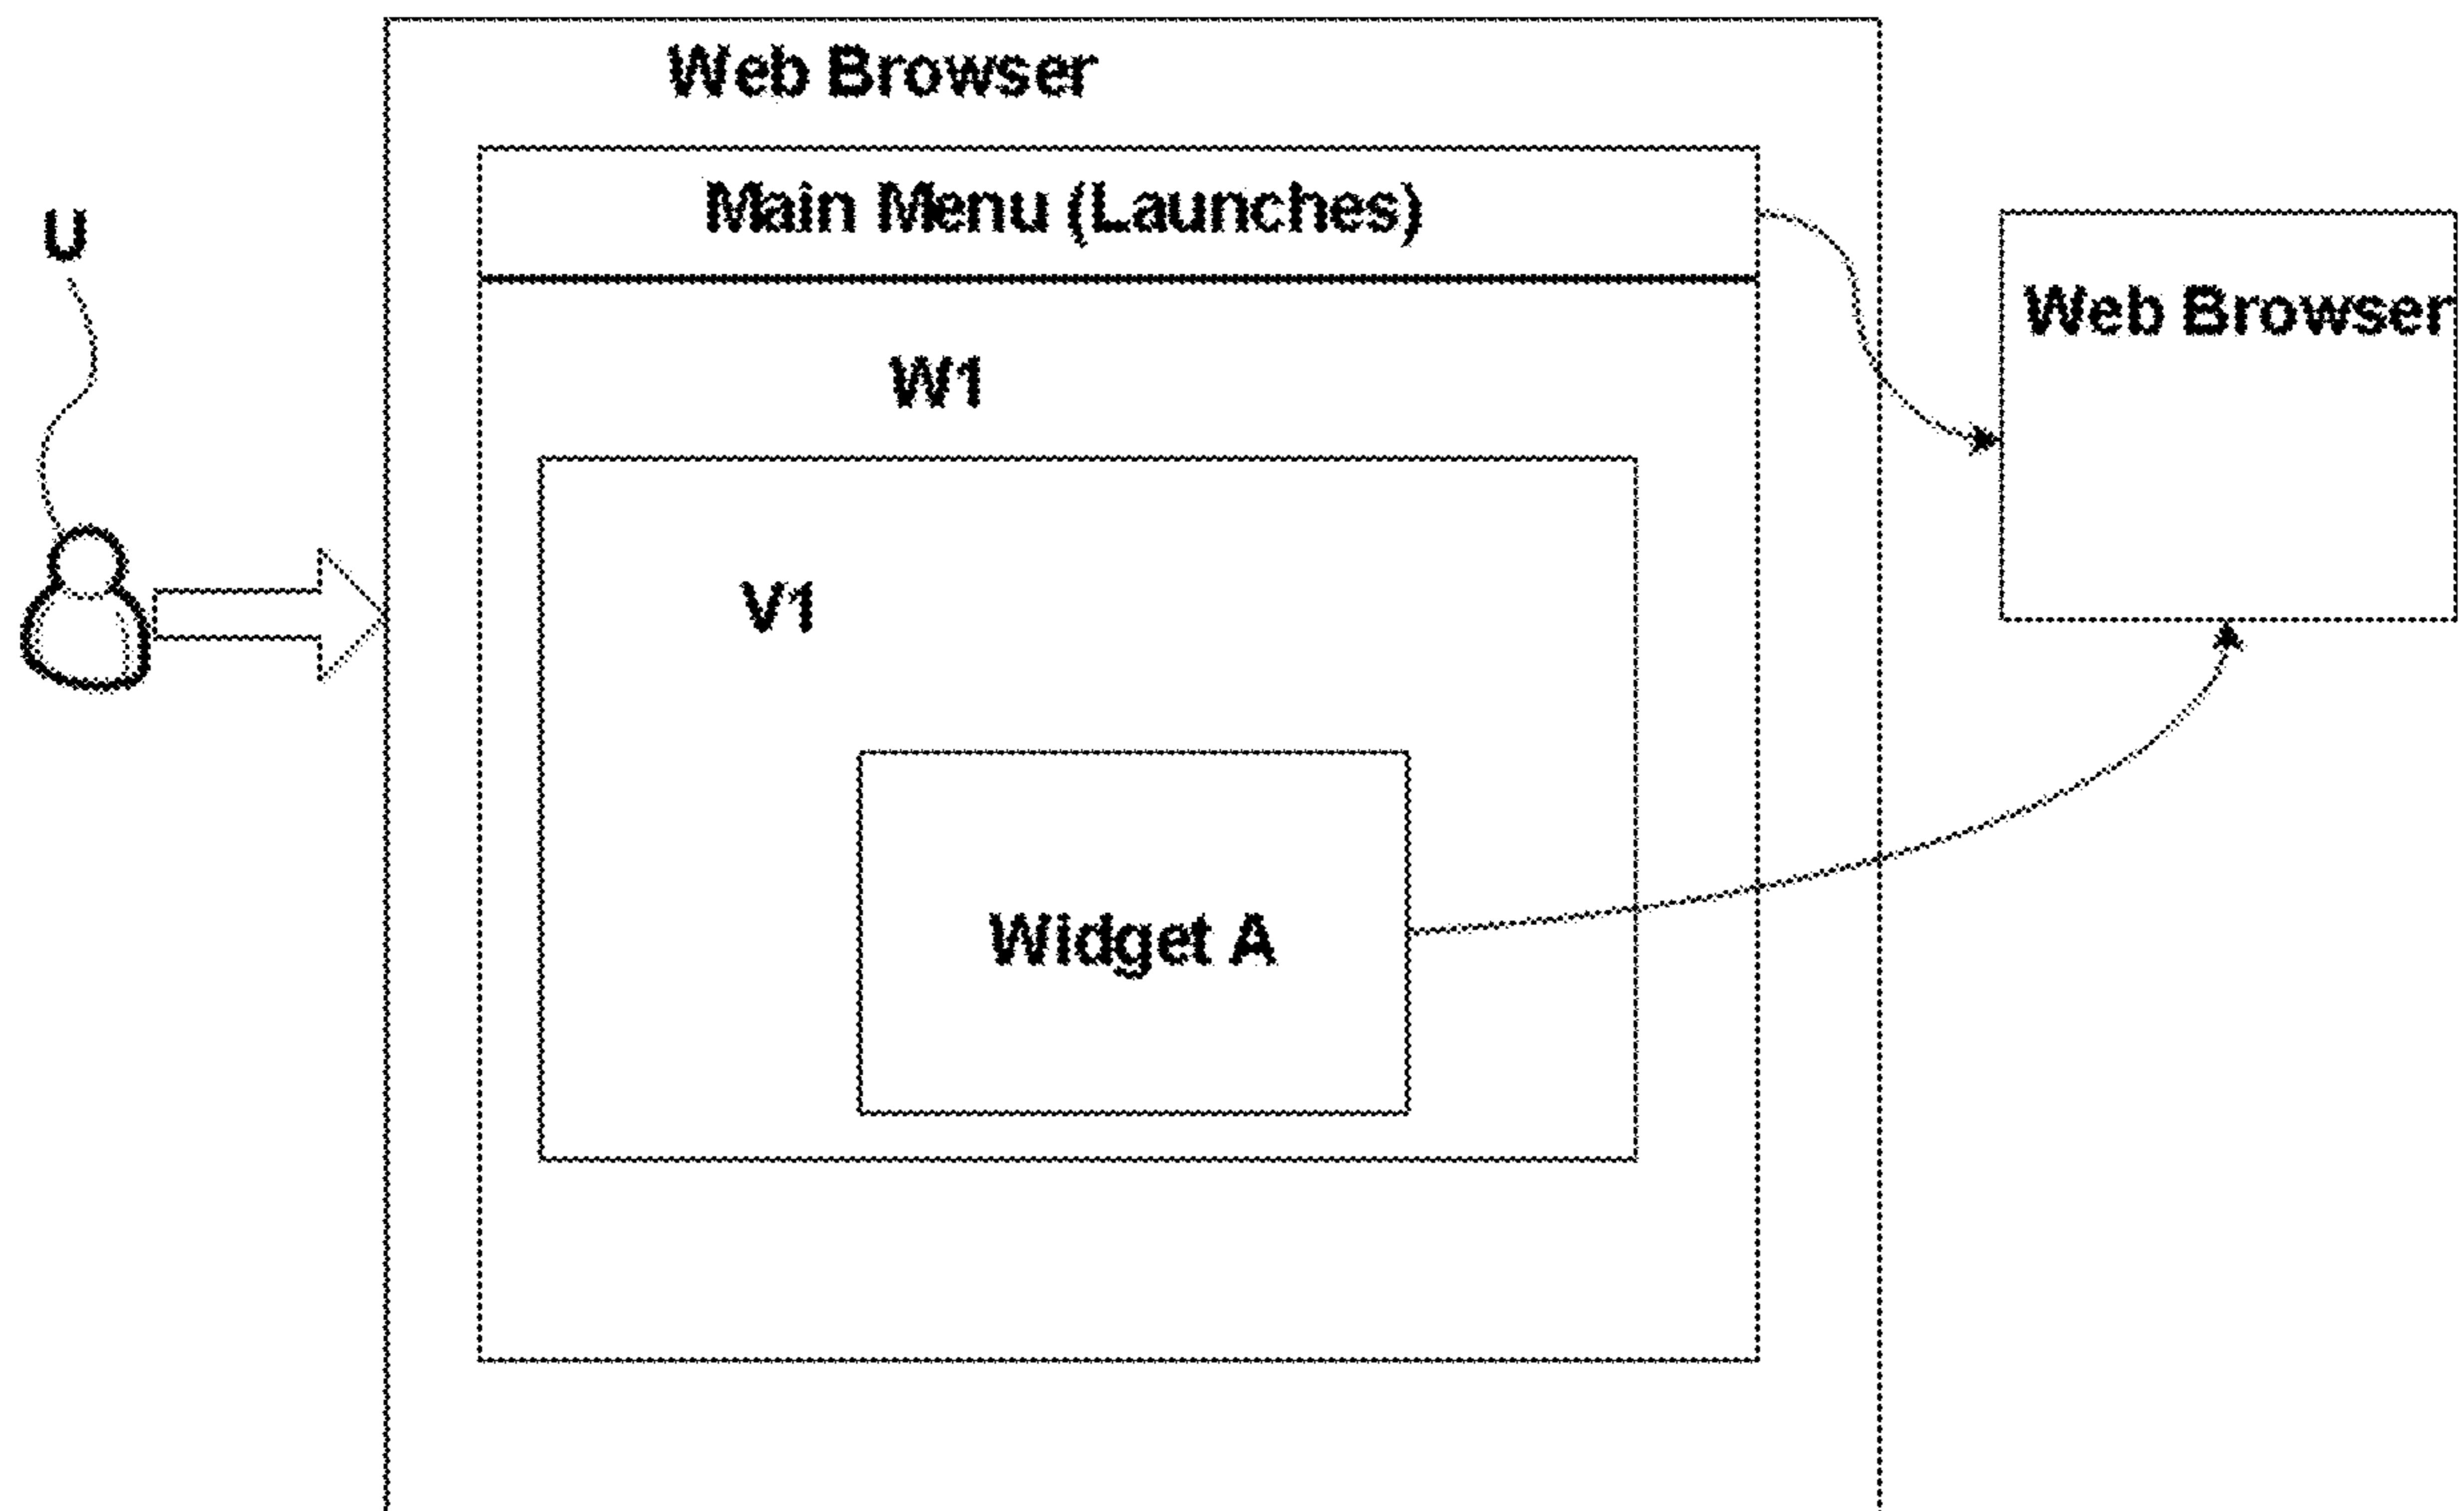 Web Browser
Main Menu (Launches)
U
Web Browser
W1
V1
Widget A